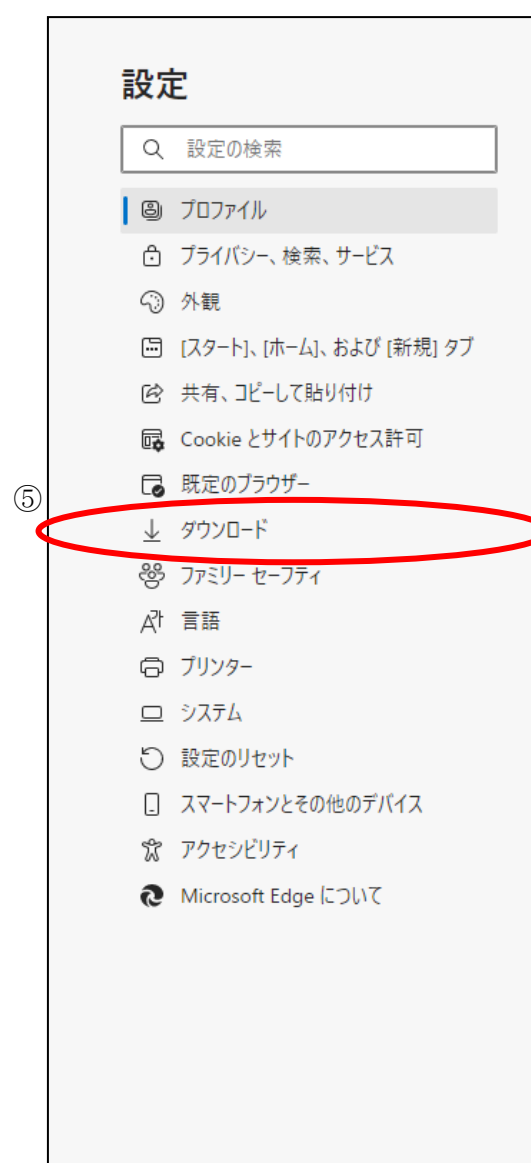 設定
設定の検索
プロファイル
プライバシー、検索、サービス
外観
[スタート]、[ホーム]、および [新規] タブ
共有、コピーして貼り付け
Cookie とサイトのアクセス許可
既定のブラウザー
⑤
ダウンロード
ファミリー セーフティ
言語
プリンター
システム
設定のリセット
スマートフォンとその他のデバイス
アクセシビリティ
Microsoft Edge について